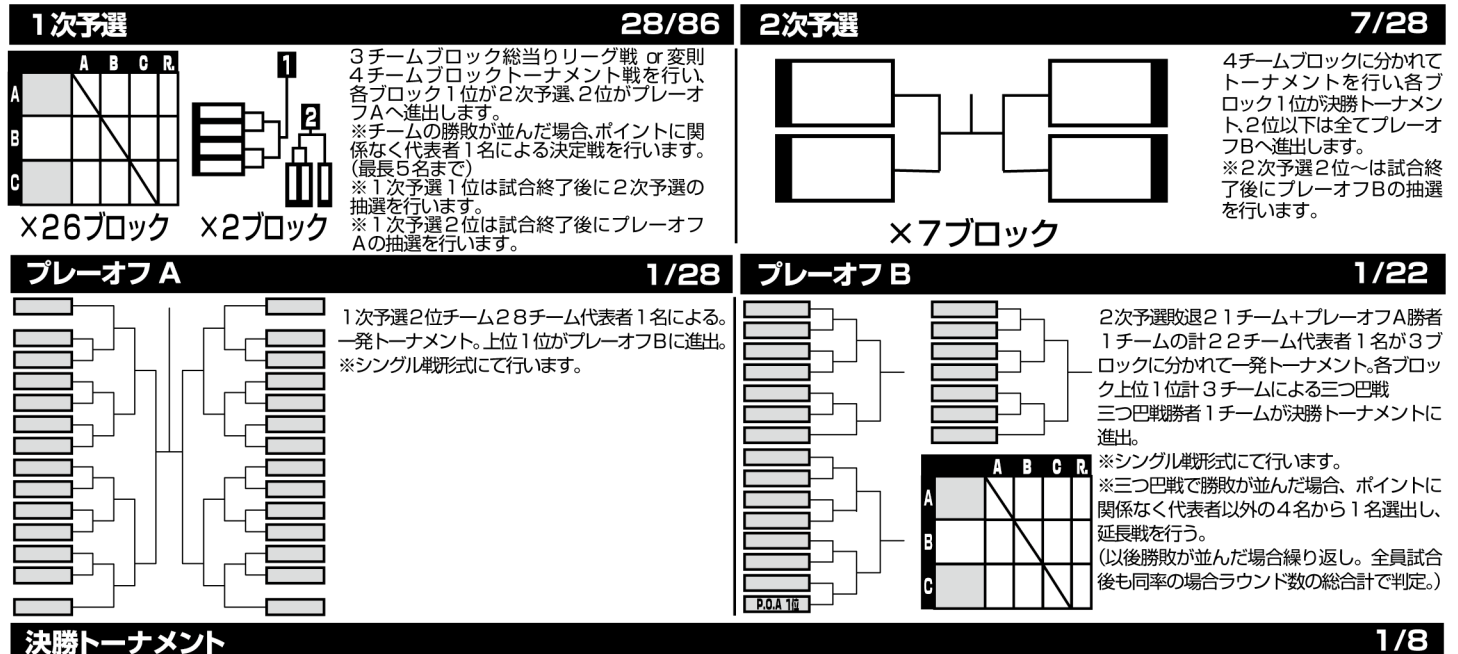 1次予選 28/86
A B C R.
A
B
C
×26ブロック
1
2
×2ブロック
3チームブロック総当りリーグ戦 or 変則
4チームブロックトーナメント戦を行い、
各ブロック1位が2次予選、2位がプレーオ
フAへ進出します。
※チームの勝敗が並んだ場合、ポイントに関
係なく代表者1名による決定戦を行います。
(最長5名まで)
※1次予選1位は試合終了後に2次予選の
抽選を行います。
※1次予選2位は試合終了後にプレーオフ
Aの抽選を行います。
2次予選 7/28
×7ブロック
4チームブロックに分かれて
トーナメントを行い、各ブ
ロック1位が決勝トーナメン
ト、2位以下は全てプレーオ
フBへ進出します。
※2次予選2位~は試合終
了後にプレーオフBの抽選
を行います。
プレーオフ A 1/28
1次予選2位チーム28チーム代表者1名による。
一発トーナメント。上位1位がプレーオフBに進出。
※シングル戦形式にて行います。
プレーオフ B 1/22
P.O.A 1位
A B C R.
A
B
C
2次予選敗退21チーム+プレーオフA勝者
1チームの計22チーム代表者1名が3ブ
ロックに分かれて一発トーナメント。各ブロッ
ク上位1位計3チームによる三つ巴戦
三つ巴戦勝者1チームが決勝トーナメントに
進出。
※シングル戦形式にて行います。
※三つ巴戦で勝敗が並んだ場合、ポイントに
関係なく代表者以外の4名から1名選出し、
延長戦を行う。
(以後勝敗が並んだ場合繰り返し。全員試合
後も同率の場合ラウンド数の総合計で判定。)
決勝トーナメント 1/8